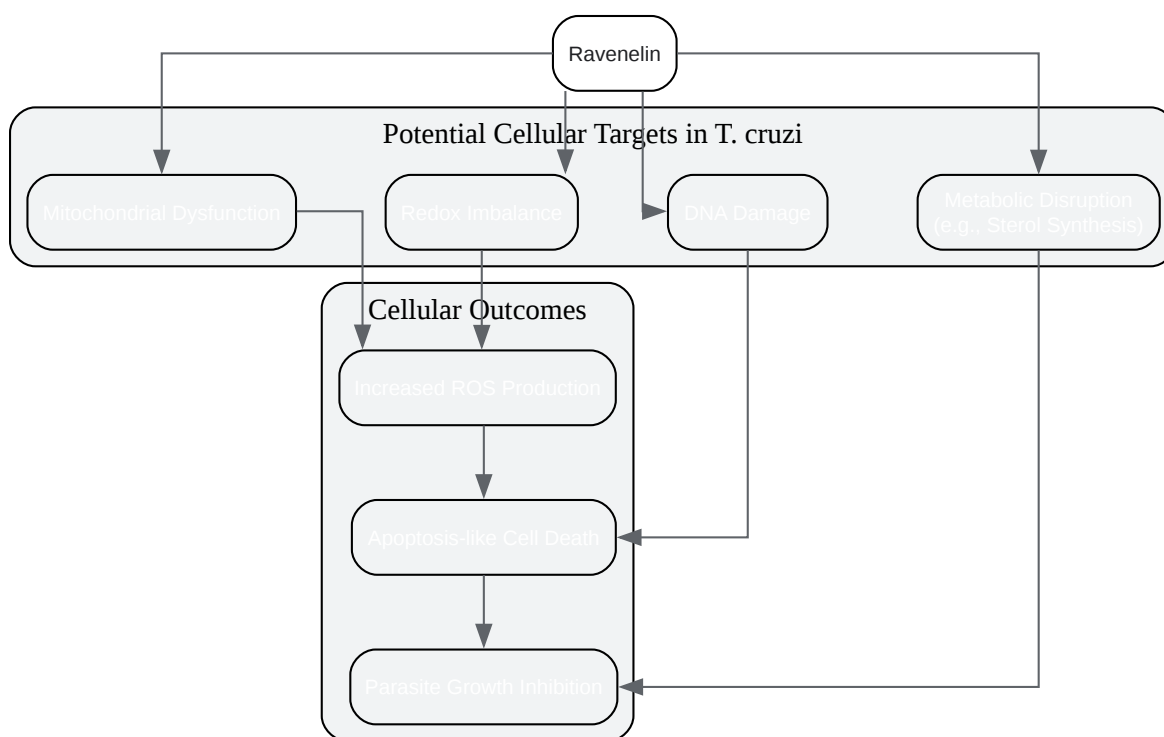 Ravenelin
Potential Cellular Targets in T. cruzi
Mitochondrial Dysfunction
Redox Imbalance
DNA Damage
Metabolic Disruption
(e.g., Sterol Synthesis)
Cellular Outcomes
Increased ROS Production
Apoptosis-like Cell Death
Parasite Growth Inhibition